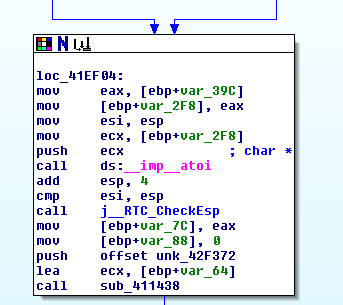 loc_41EF04:
mov eax, [ebp+var_39C]
mov [ebp+var_2F8], eax
mov esi, esp
mov ecx, [ebp+var_2F8]
push ecx ; char *
call ds:__imp__atoi
add esp, 4
cmp esi, esp
call j__RTC_CheckEsp
mov [ebp+var_7C], eax
mov [ebp+var_88], 0
push offset unk_42F372
lea ecx, [ebp+var_64]
call sub_411438